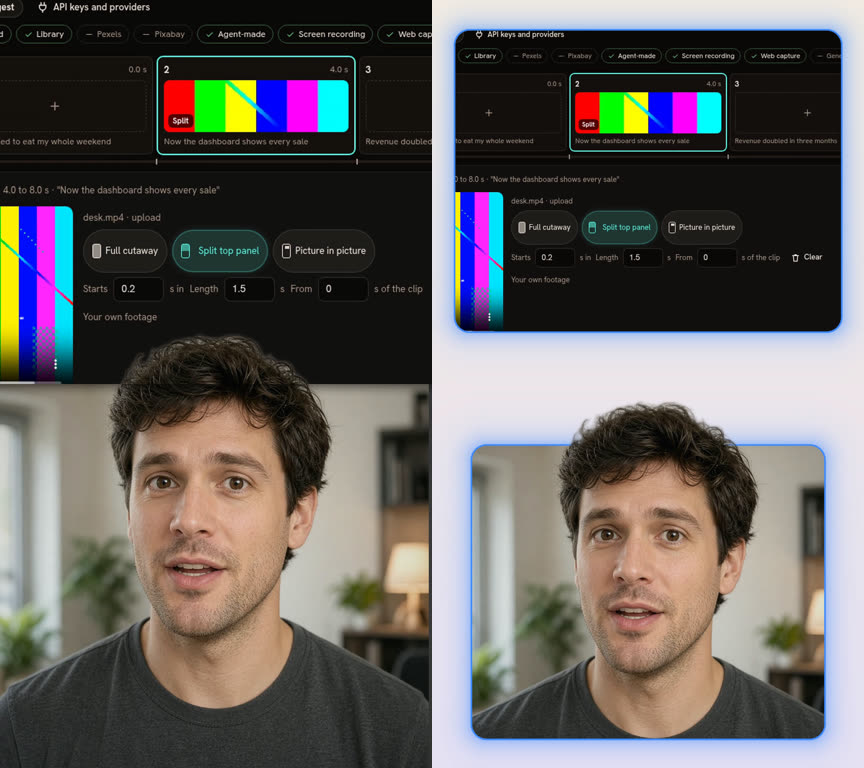 gest
API keys and providers
d
Library
Pexels
Pixabay
Agent-made
Screen recording
Web cap
0.0 s
2
4.0 s
3
Split
ed to eat my whole weekend
Now the dashboard shows every sale
Revenue doubled
4.0 to 8.0 s · "Now the dashboard shows every sale"
desk.mp4 · upload
Full cutaway
Split top panel
Picture in picture
Starts 0.2 s in Length 1.5 From 0 s of the clip
Your own footage
API keys and providers
Library
Pexels
Pixabay
Agent-made
Screen recording
Web capture
Gene
0.0 s
2
4.0 s
3
Split
to eat my whole weekend
Now the dashboard shows every sale
Revenue doubled in three months
0 to 8.0 s · "Now the dashboard shows every sale"
desk.mp4 · upload
Full cutaway
Split top panel
Picture in picture
Starts 0.2 s in Length 1.5 From 0 s of the clip Clear
Your own footage